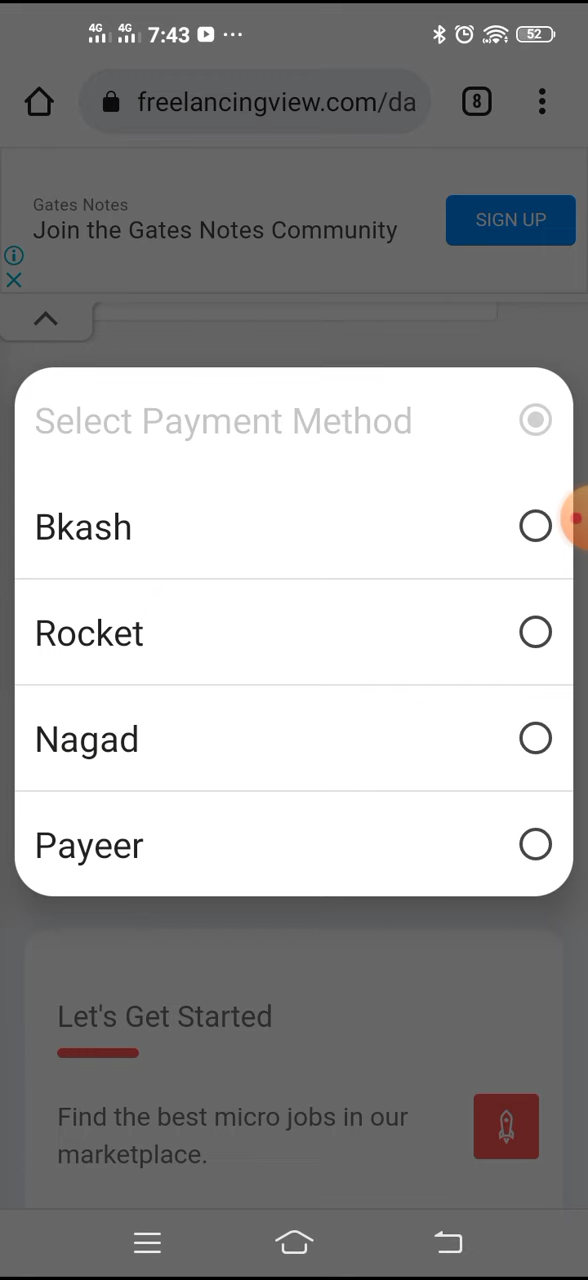 4G 4G 7:43 ... 52
freelancingview.com/da 8
Gates Notes
Join the Gates Notes Community
SIGN UP
Select Payment Method
Bkash
Rocket
Nagad
Payeer
Let's Get Started
Find the best micro jobs in our
marketplace.